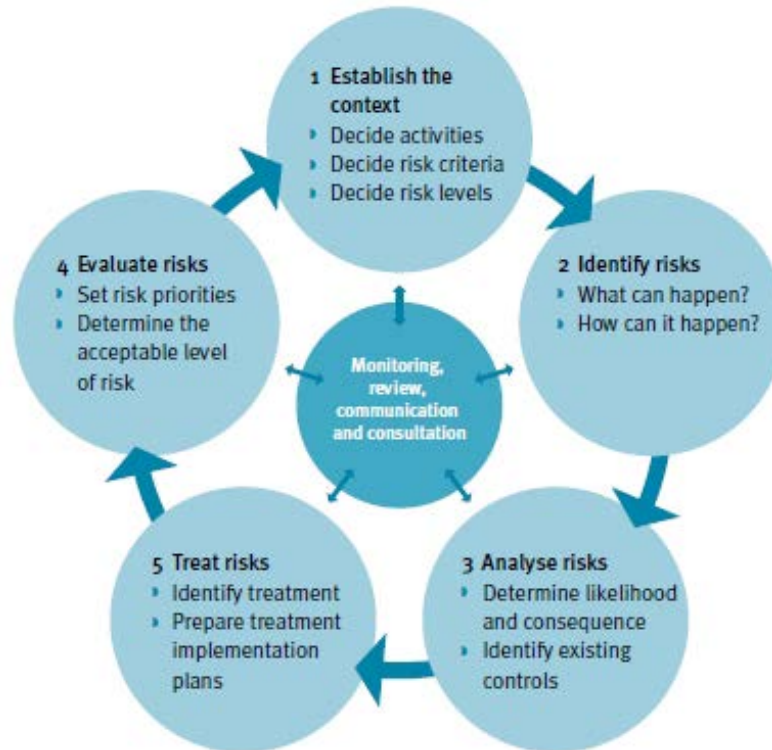 1 Establish the
context
Decide activities
Decide risk criteria
Decide risk levels
2 Identify risks
What can happen?
How can it happen?
3 Analyse risks
Determine likelihood
and consequence
Identify existing
controls
5 Treat risks
Identify treatment
Prepare treatment
implementation
plans
4 Evaluate risks
Set risk priorities
Determine the
acceptable level
of risk
Monitoring,
review,
communication
and consultation